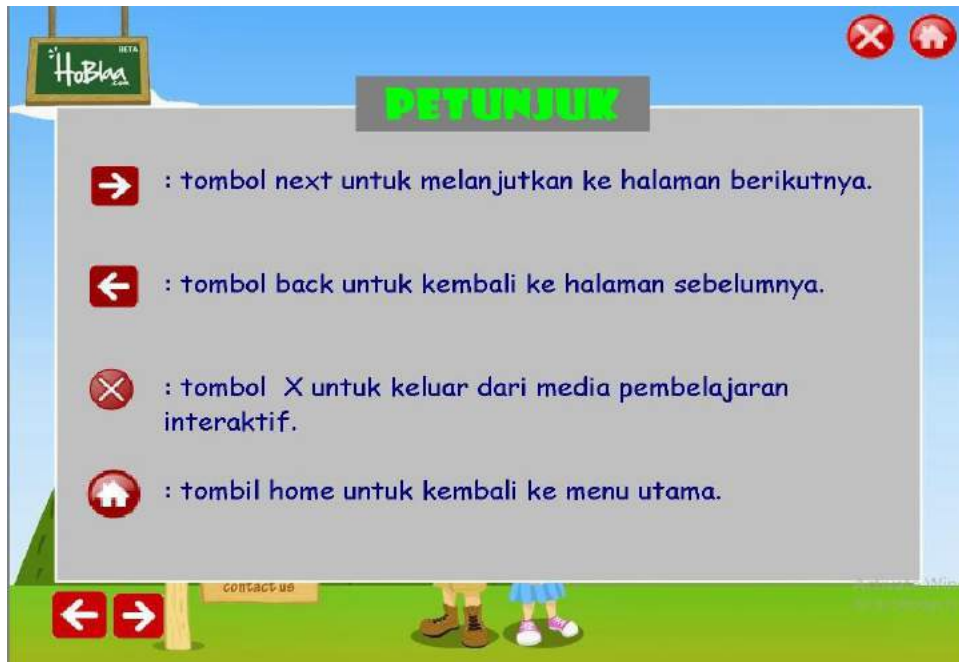 BETA
HoBlaa
.com
PETUNJUK
: tombol next untuk melanjutkan ke halaman berikutnya.
: tombol back untuk kembali ke halaman sebelumnya.
: tombol X untuk keluar dari media pembelajaran
interaktif.
: tombil home untuk kembali ke menu utama.
contact us